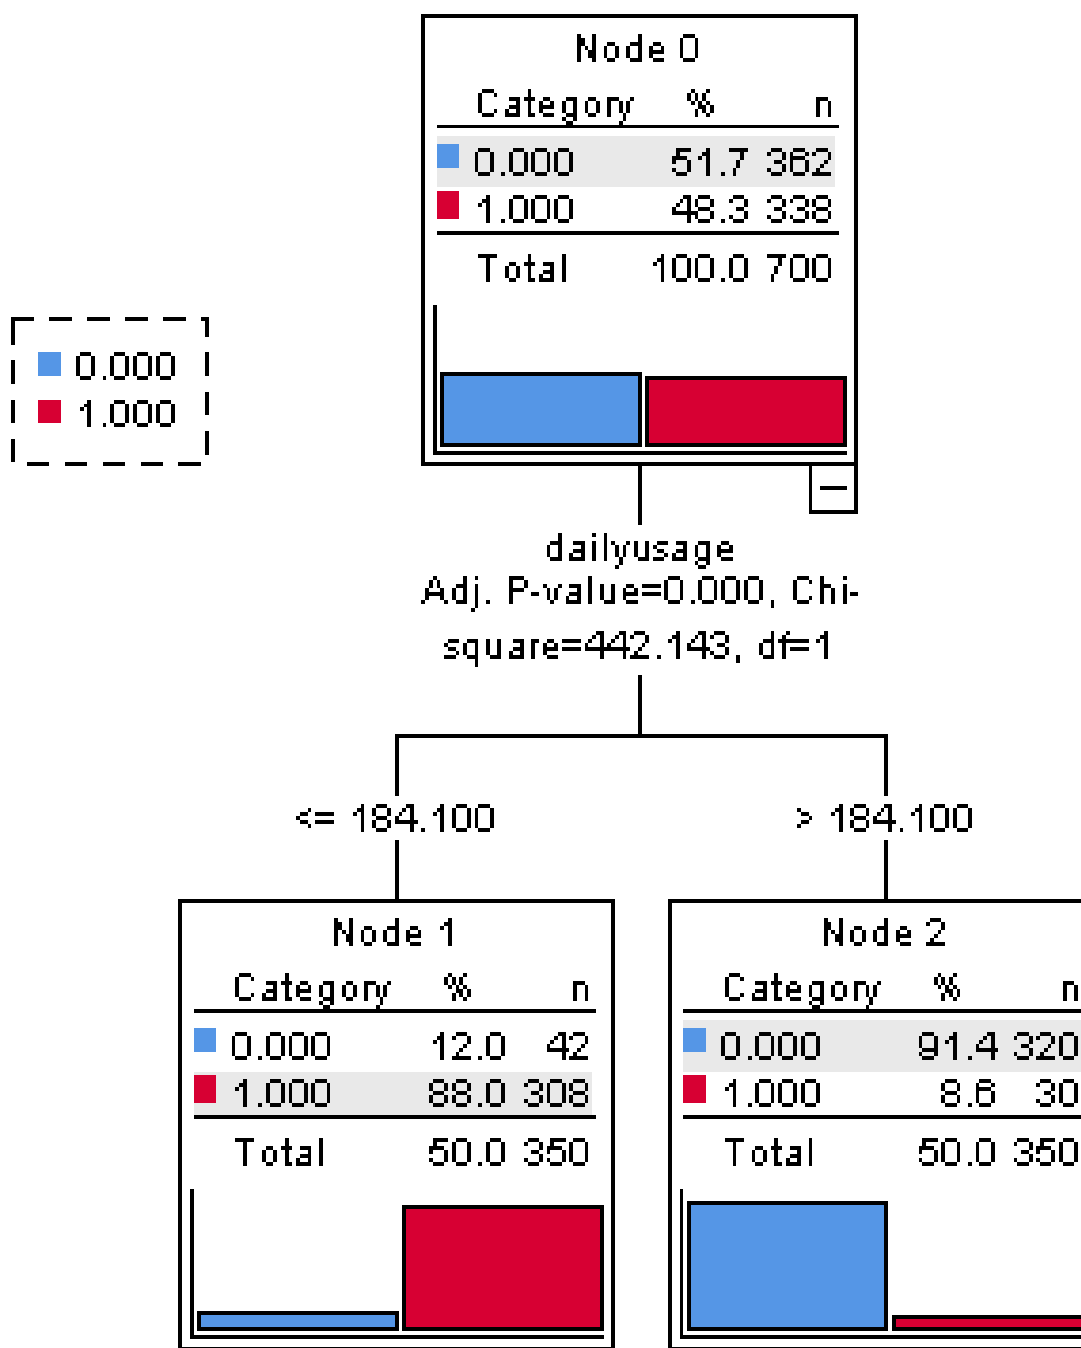 Node 0
Category % n
0.000 51.7 362
1.000 48.3 338
Total 100.0 700
0.000
1.000
dailyusage
Adj. P-value=0.000, Chi-
square=442.143, df=1
<= 184.100
> 184.100
Node 1
Category % n
0.000 12.0 42
1.000 88.0 308
Total 50.0 350
Node 2
Category % n
0.000 91.4 320
1.000 8.6 30
Total 50.0 350